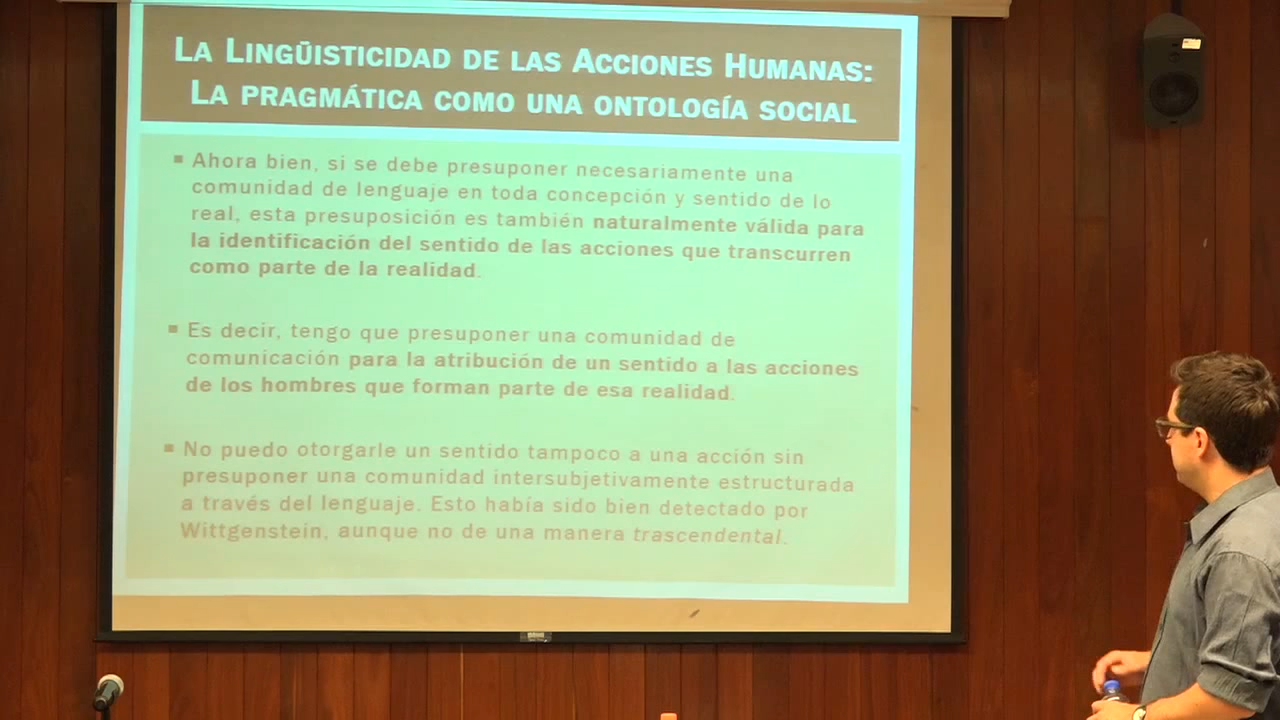 LA LINGÜISTICIDAD DE LAS ACCIONES HUMANAS:
LA PRAGMÁTICA COMO UNA ONTOLOGÍA SOCIAL
▪ Ahora bien, si se debe presuponer necesariamente una
comunidad de lenguaje en toda concepción y sentido de lo
real, esta presuposición es también naturalmente válida para
la identificación del sentido de las acciones que transcurren
como parte de la realidad.
▪ Es decir, tengo que presuponer una comunidad de
comunicación para la atribución de un sentido a las acciones
de los hombres que forman parte de esa realidad.
▪ No puedo otorgarle un sentido tampoco a una acción sin
presuponer una comunidad intersubjetivamente estructurada
a través del lenguaje. Esto había sido bien detectado por
Wittgenstein, aunque no de una manera trascendental.